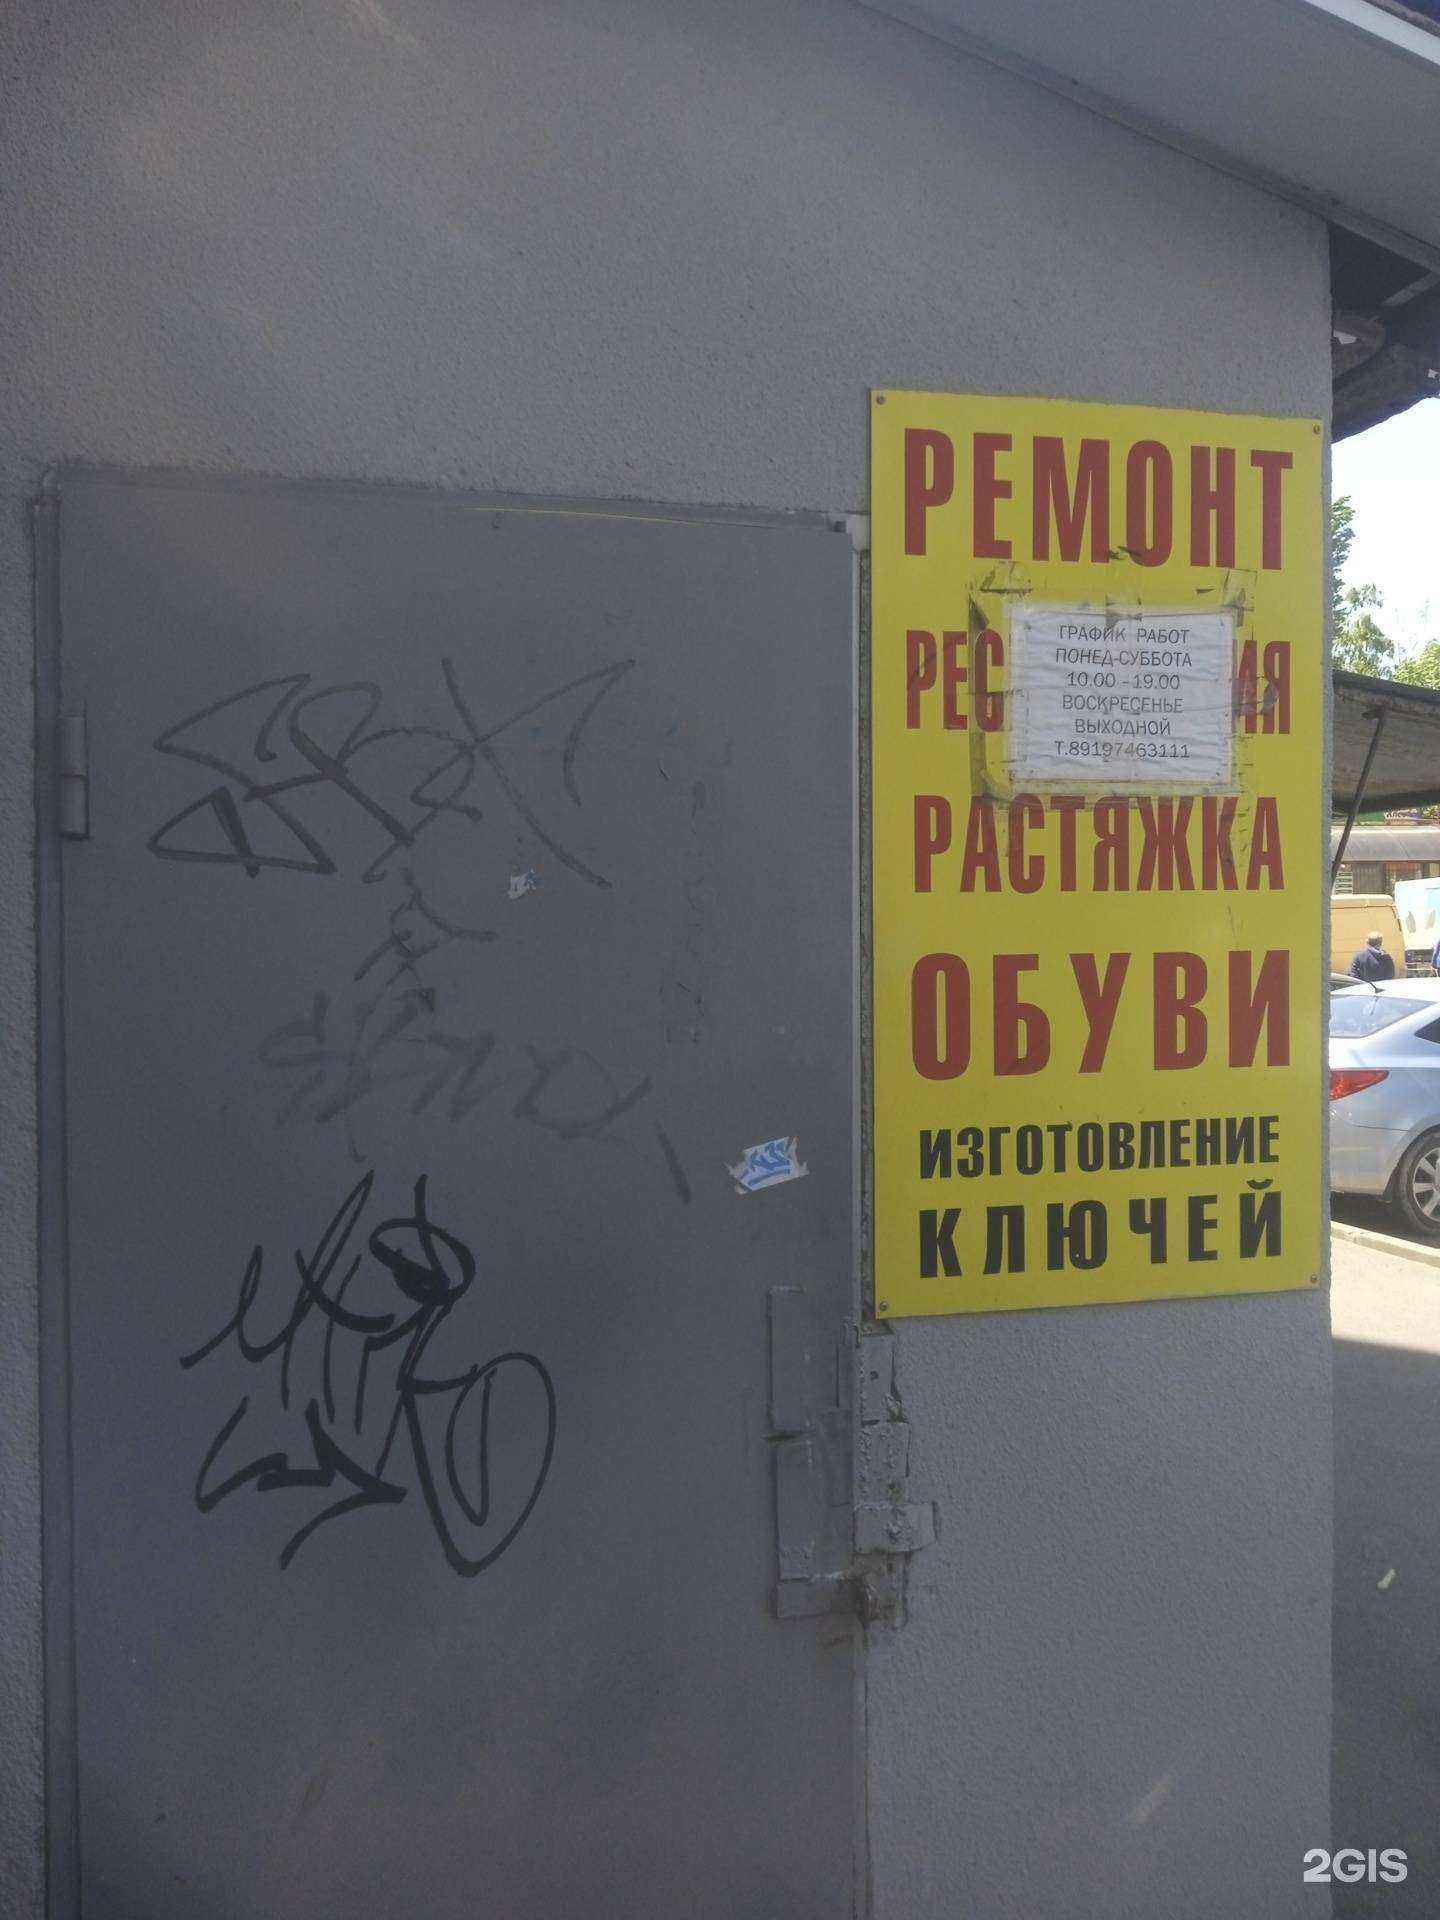 РЕМОНТ
ГРАФИК РАБОТ
ПОНЕД-СУББОТА
10.00 -19.00
ВОСКРЕСЕНЬЕ
ВЫХОДНОЙ
Т.89197463111
РАСТЯЖКА
ОБУВИ
ИЗГОТОВЛЕНИЕ
КЛЮЧЕЙ
2GIS